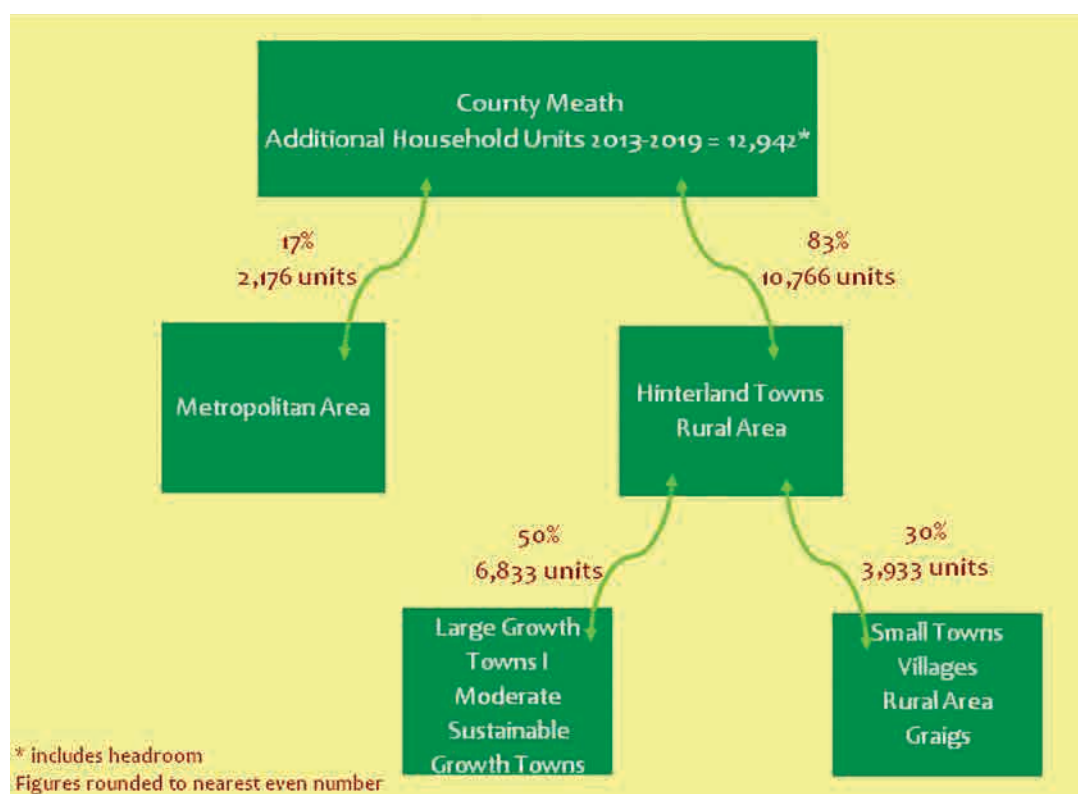 County Meath
Additional Household Units 2013-2019 = 12,942*
17%
2,176 units
83%
10,766 units
Metropolitan Area
Hinterland Towns
Rural Area
50%
6,833 units
30%
3,933 units
Large Growth
Towns I
Moderate
Sustainable
Growth Towns
Small Towns
Villages
Rural Area
Graigs
* includes headroom
Figures rounded to nearest even number